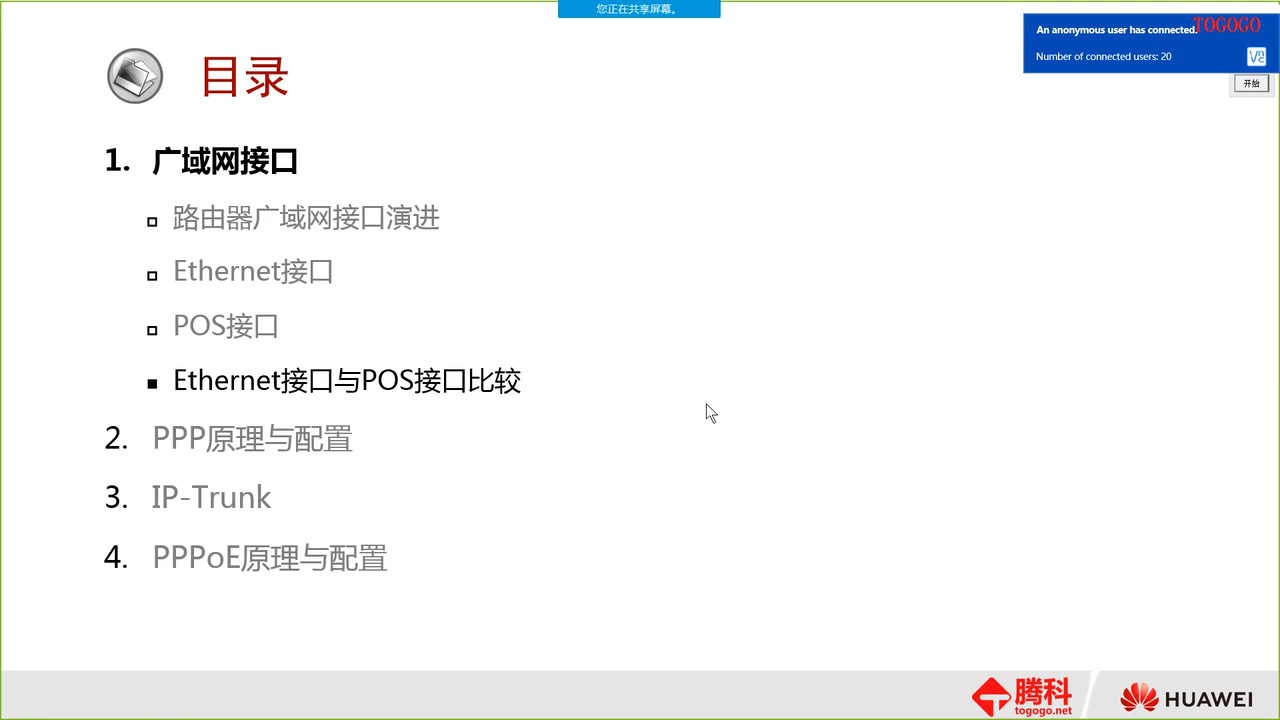 您正在共享屏幕。
An anonymous user has connected.
TOGOGO
Number of connected users: 20
开始
目录
1. 广域网接口
路由器广域网接口演进
Ethernet接口
POS接口
Ethernet接口与POS接口比较
2. PPP原理与配置
3. IP-Trunk
4. PPPoE原理与配置
腾科
togogo.net
HUAWEI